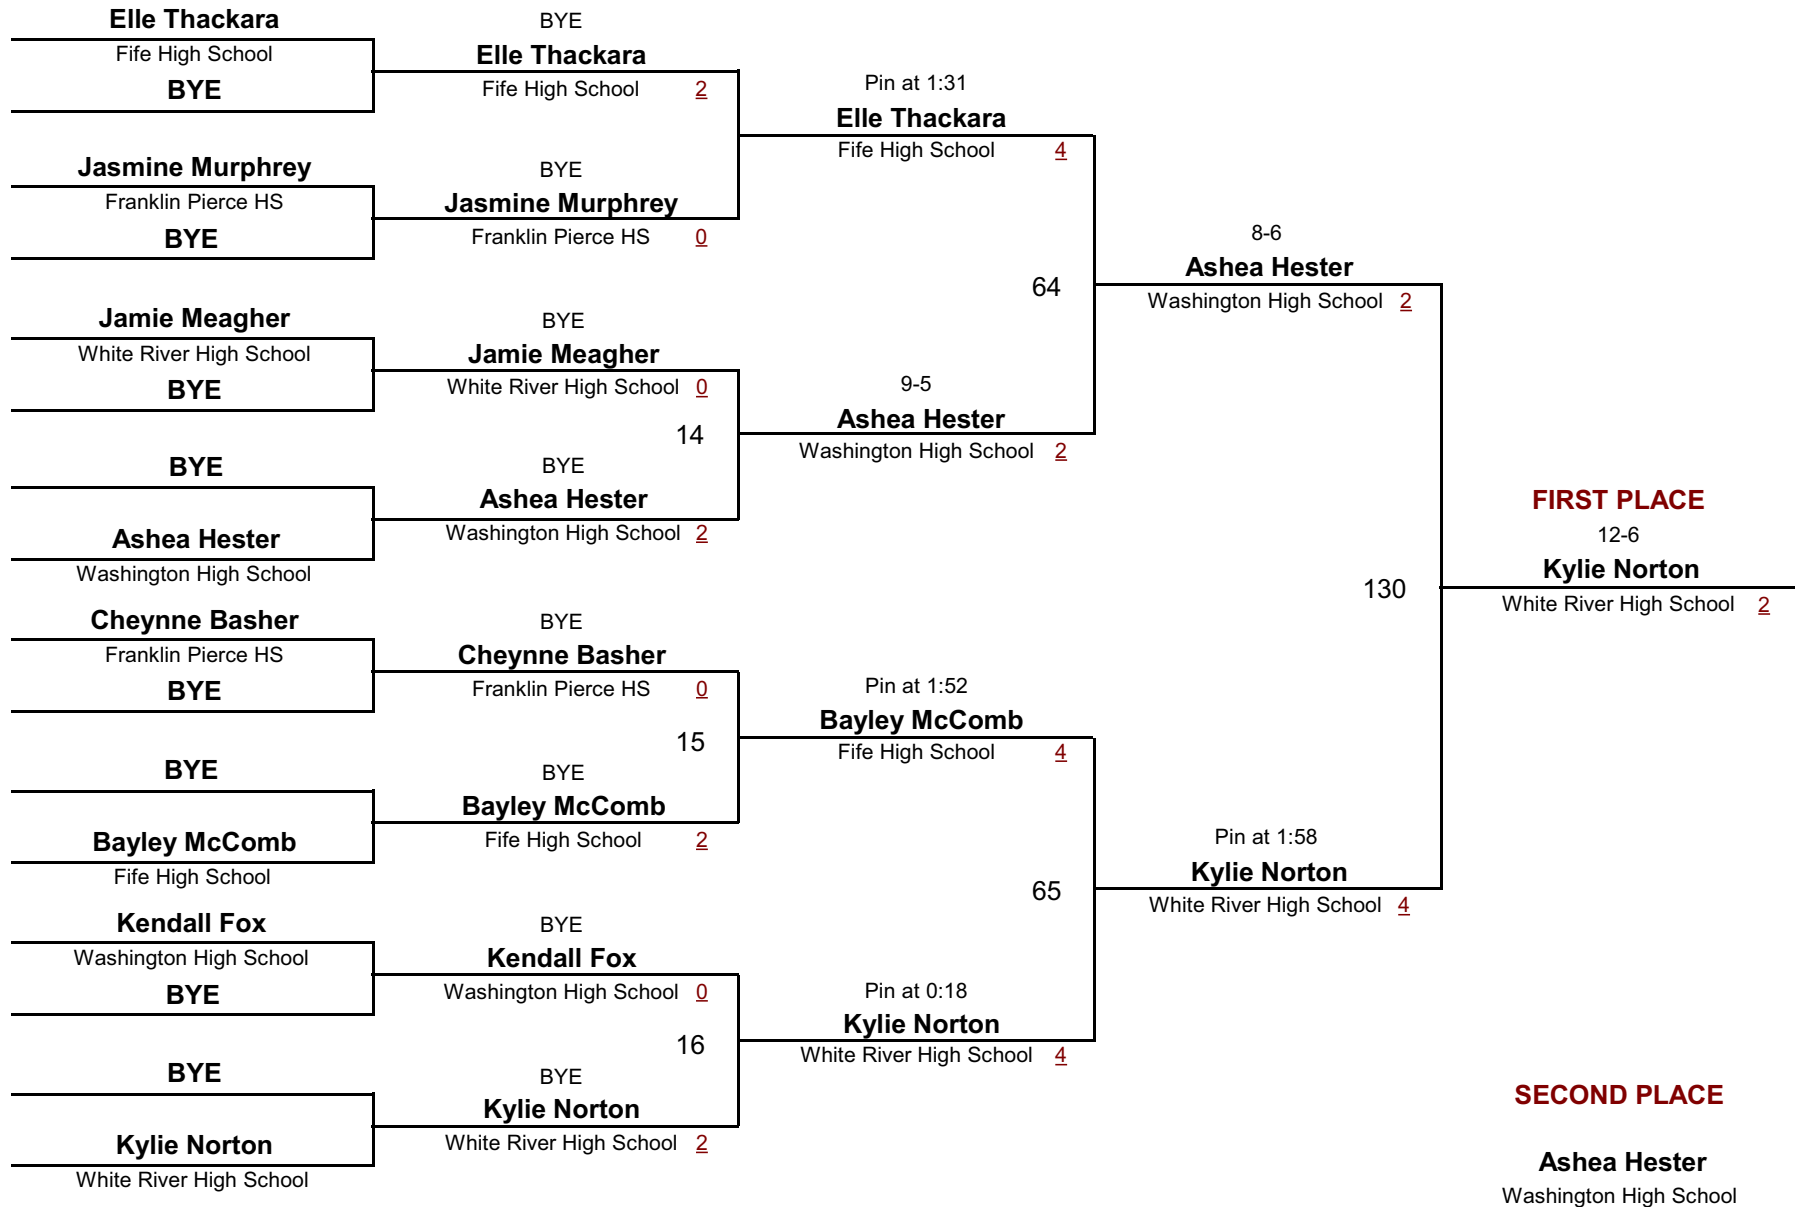 Elle Thackara
Fife High School
BYE
Jasmine Murphrey
Franklin Pierce HS
BYE
Jamie Meagher
White River High School
BYE
BYE
Ashea Hester
Washington High School
Cheynne Basher
Franklin Pierce HS
BYE
BYE
Bayley McComb
Fife High School
Kendall Fox
Washington High School
BYE
BYE
Kylie Norton
White River High School
BYE
Elle Thackara
Fife High School 2
BYE
Jasmine Murphrey
Franklin Pierce HS 0
BYE
Jamie Meagher
White River High School 0
14
BYE
Ashea Hester
Washington High School 2
BYE
Cheynne Basher
Franklin Pierce HS 0
15
BYE
Bayley McComb
Fife High School 2
BYE
Kendall Fox
Washington High School 0
16
BYE
Kylie Norton
White River High School 2
Pin at 1:31
Elle Thackara
Fife High School 4
64
9-5
Ashea Hester
Washington High School 2
Pin at 1:52
Bayley McComb
Fife High School 4
65
Pin at 0:18
Kylie Norton
White River High School 4
8-6
Ashea Hester
Washington High School 2
130
Pin at 1:58
Kylie Norton
White River High School 4
FIRST PLACE
12-6
Kylie Norton
White River High School 2
SECOND PLACE
Ashea Hester
Washington High School